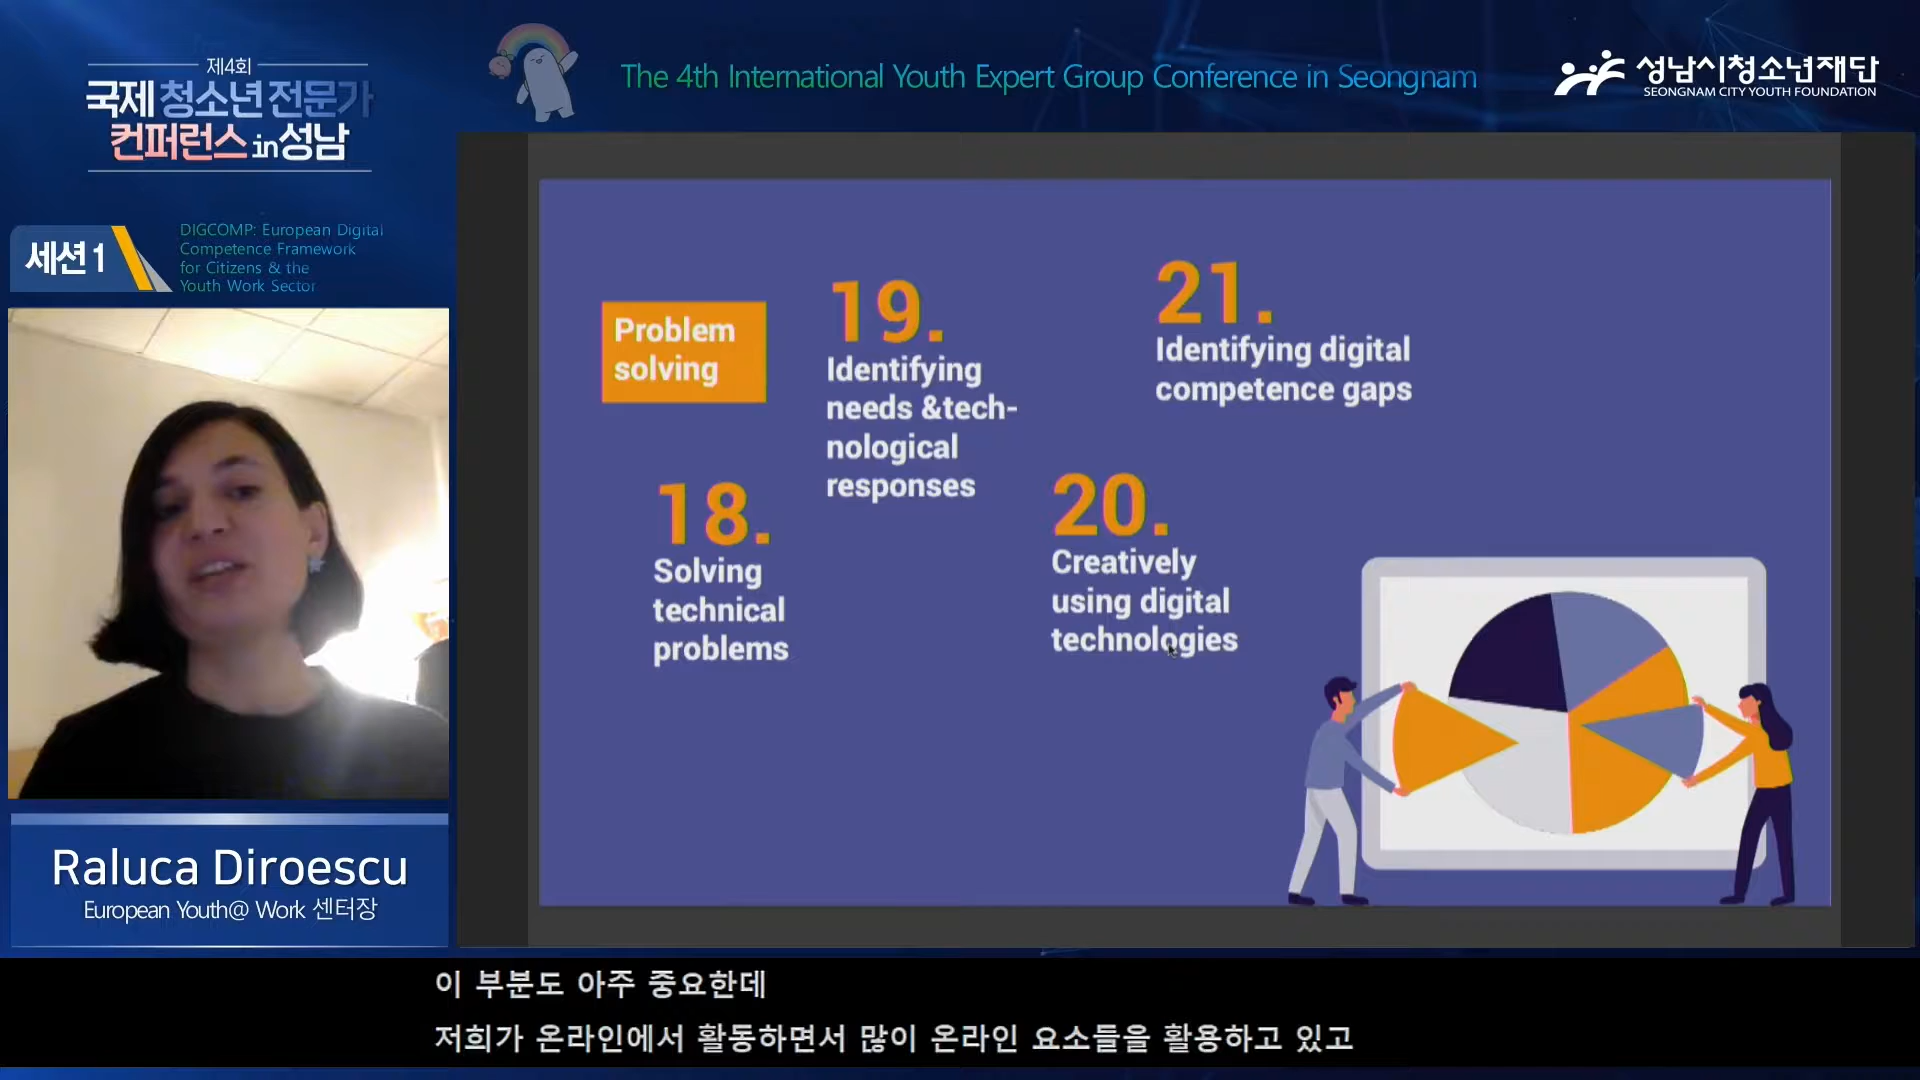 제4회
국제 청소년 전문가
컨퍼런스 in 성남
The 4th International Youth Expert Group Conference in Seongnam
성남시청소년재단
SEONGNAM CITY YOUTH FOUNDATION
세션 1
DIGCOMP: European Digital
Competence Framework
for Citizens & the
Youth Work Sector
Problem
solving
18.
Solving
technical
problems
19.
Identifying
needs &tech-
nological
responses
20.
Creatively
using digital
technologies
21.
Identifying digital
competence gaps
Raluca Diroescu
European Youth@ Work 센터장
이 부분도 아주 중요한데
저희가 온라인에서 활동하면서 많이 온라인 요소들을 활용하고 있고